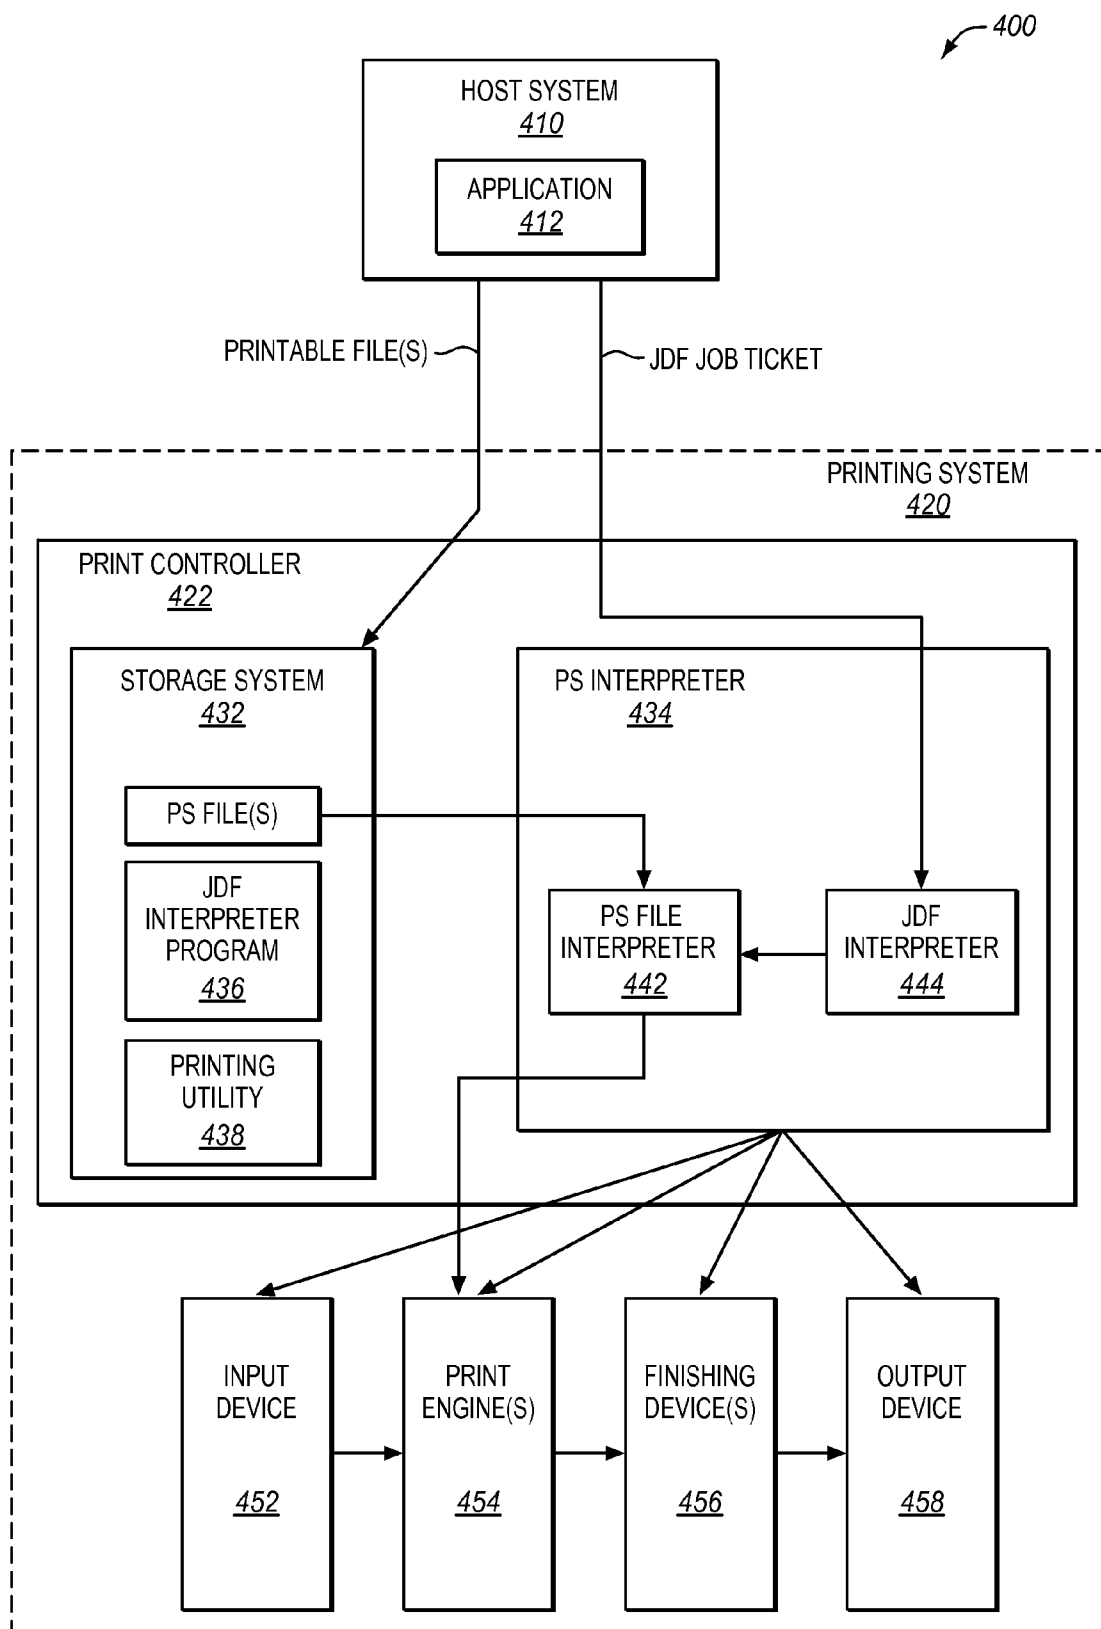 400
HOST SYSTEM
410
APPLICATION
412
PRINTABLE FILE(S)
JDF JOB TICKET
PRINTING SYSTEM
420
PRINT CONTROLLER
422
STORAGE SYSTEM
432
PS FILE(S)
JDF
INTERPRETER
PROGRAM
436
PRINTING
UTILITY
438
PS INTERPRETER
434
PS FILE
INTERPRETER
442
JDF
INTERPRETER
444
INPUT
DEVICE
452
PRINT
ENGINE(S)
454
FINISHING
DEVICE(S)
456
OUTPUT
DEVICE
458